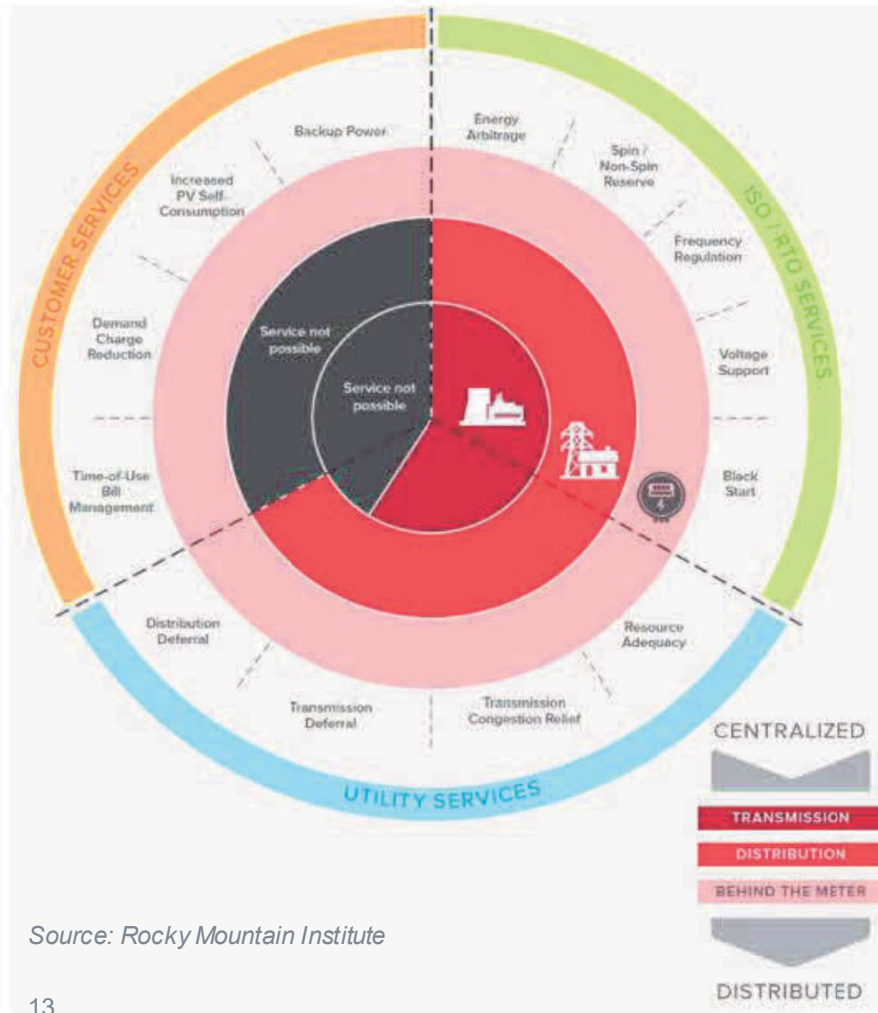 Backup Power
Energy
Arbitrage
Spin /
Non-Spin
Reserve
Increased
PV Self-
Consumption
CUSTOMER SERVICES
ISO / RTO SERVICES
Frequency
Regulation
Demand
Charge
Reduction
Service not
possible
Voltage
Support
Service not
possible
Time-of-Use
Bill
Management
Black
Start
Distribution
Deferral
Resource
Adequacy
Transmission
Deferral
Transmission
Congestion Relief
UTILITY SERVICES
CENTRALIZED
TRANSMISSION
DISTRIBUTION
BEHIND THE METER
DISTRIBUTED
Source: Rocky Mountain Institute
13